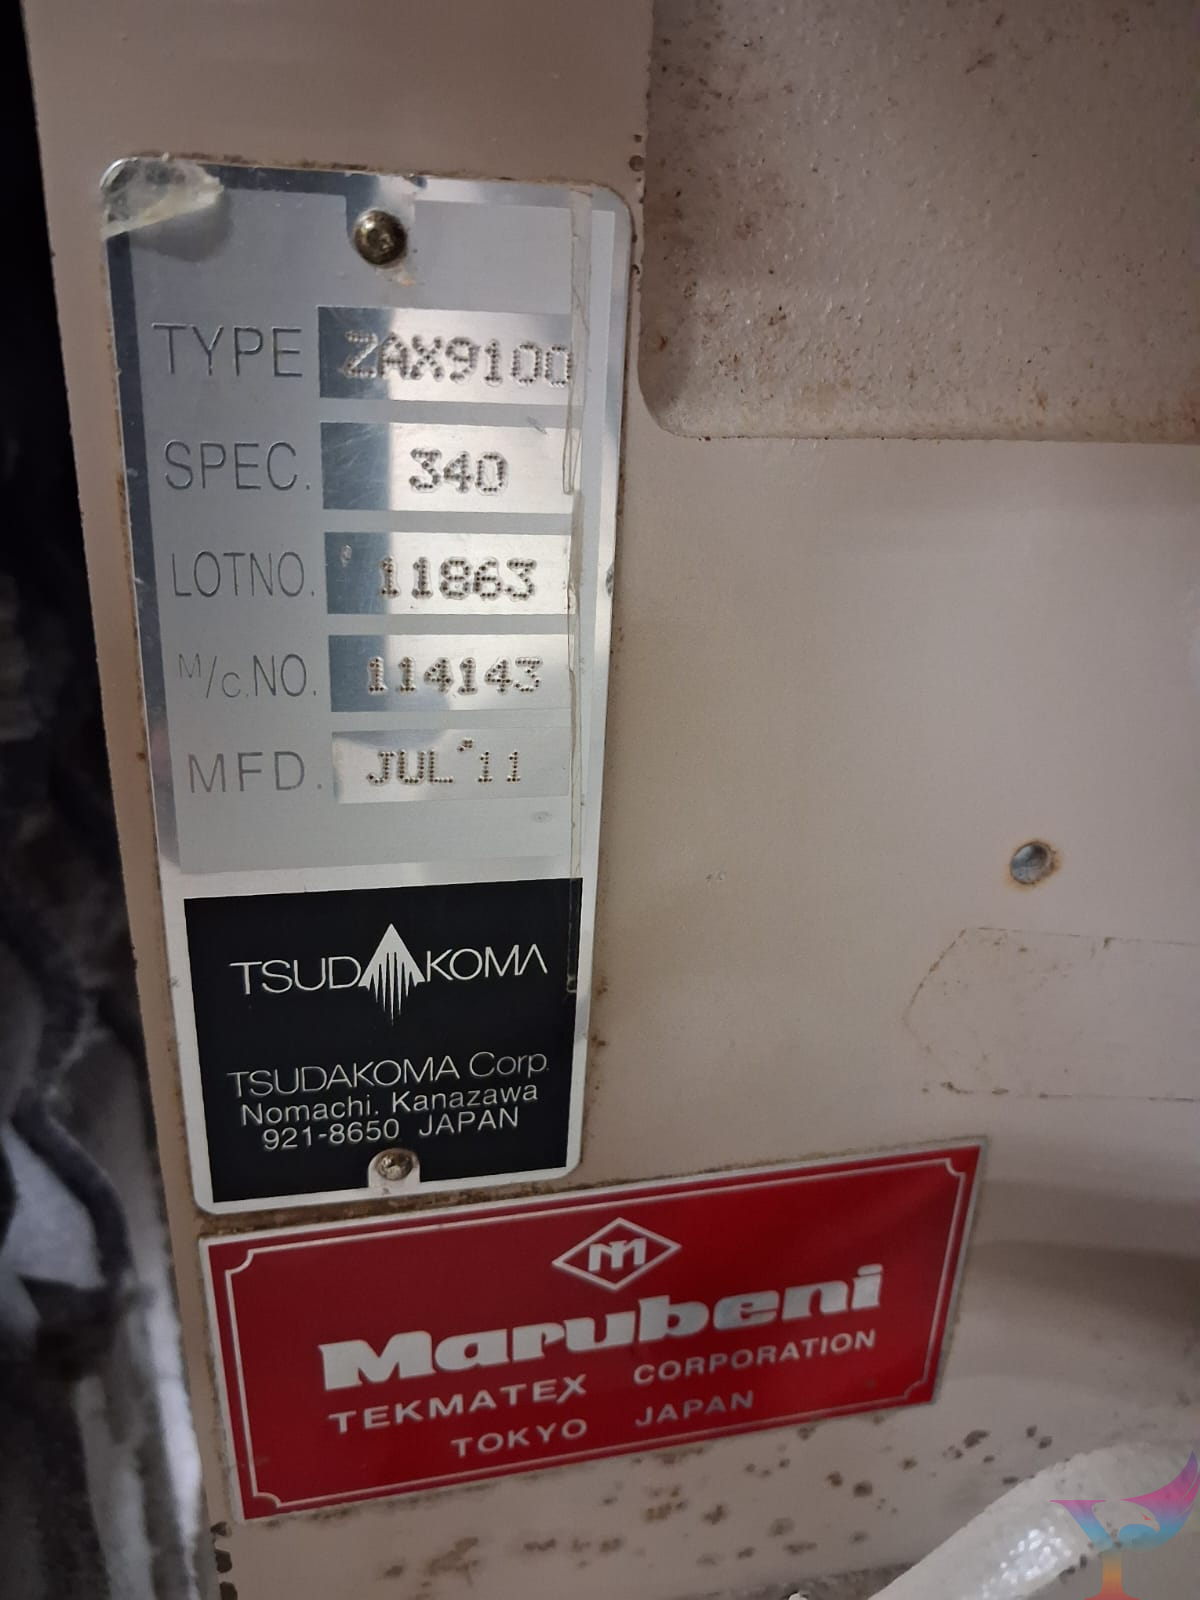 TYPE ZAX9100
SPEC. 340
LOTNO. 11863
M/C.NO. 114143
MFD. JUL'11
TSUDAKOMA
TSUDAKOMA Corp.
Nomachi, Kanazawa
921-8650 JAPAN
Marubeni
TEKMATEX CORPORATION
TOKYO JAPAN